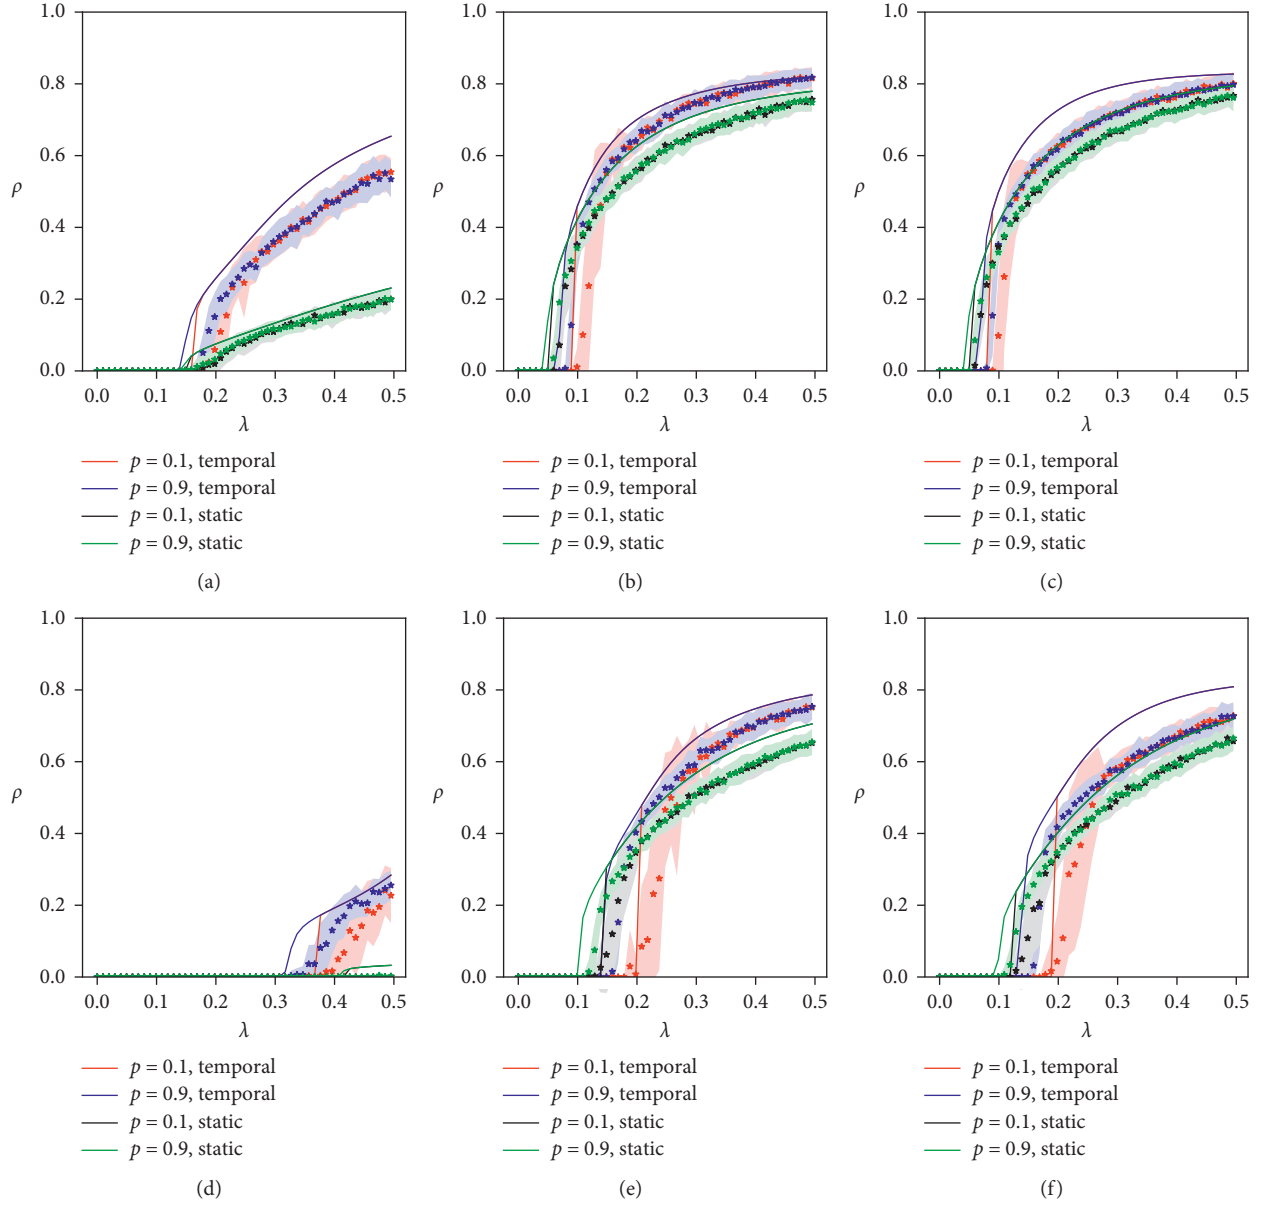 1.0 1.0 1.0
0.8 0.8 0.8
0.6 0.6 0.6
ρ ρ ρ
0.4 0.4 0.4
0.2 0.2 0.2
0.0 0.0 0.0
0.0 0.1 0.2 0.3 0.4 0.5 0.0 0.1 0.2 0.3 0.4 0.5 0.0 0.1 0.2 0.3 0.4 0.5
λ λ λ
p = 0.1, temporal p = 0.1, temporal p = 0.1, temporal
p = 0.9, temporal p = 0.9, temporal p = 0.9, temporal
p = 0.1, static p = 0.1, static p = 0.1, static
p = 0.9, static p = 0.9, static p = 0.9, static
(a) (b) (c)
1.0 1.0 1.0
0.8 0.8 0.8
0.6 0.6 0.6
ρ ρ ρ
0.4 0.4 0.4
0.2 0.2 0.2
0.0 0.0 0.0
0.0 0.1 0.2 0.3 0.4 0.5 0.0 0.1 0.2 0.3 0.4 0.5 0.0 0.1 0.2 0.3 0.4 0.5
λ λ λ
p = 0.1, temporal p = 0.1, temporal p = 0.1, temporal
p = 0.9, temporal p = 0.9, temporal p = 0.9, temporal
p = 0.1, static p = 0.1, static p = 0.1, static
p = 0.9, static p = 0.9, static p = 0.9, static
(d) (e) (f)